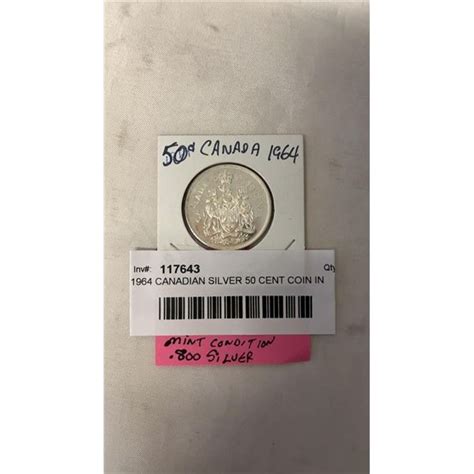 50¢ CANADA 1964
Inv#: 117643 Qty
1964 CANADIAN SILVER 50 CENT COIN IN
MINT CONDITION
.800 SILVER